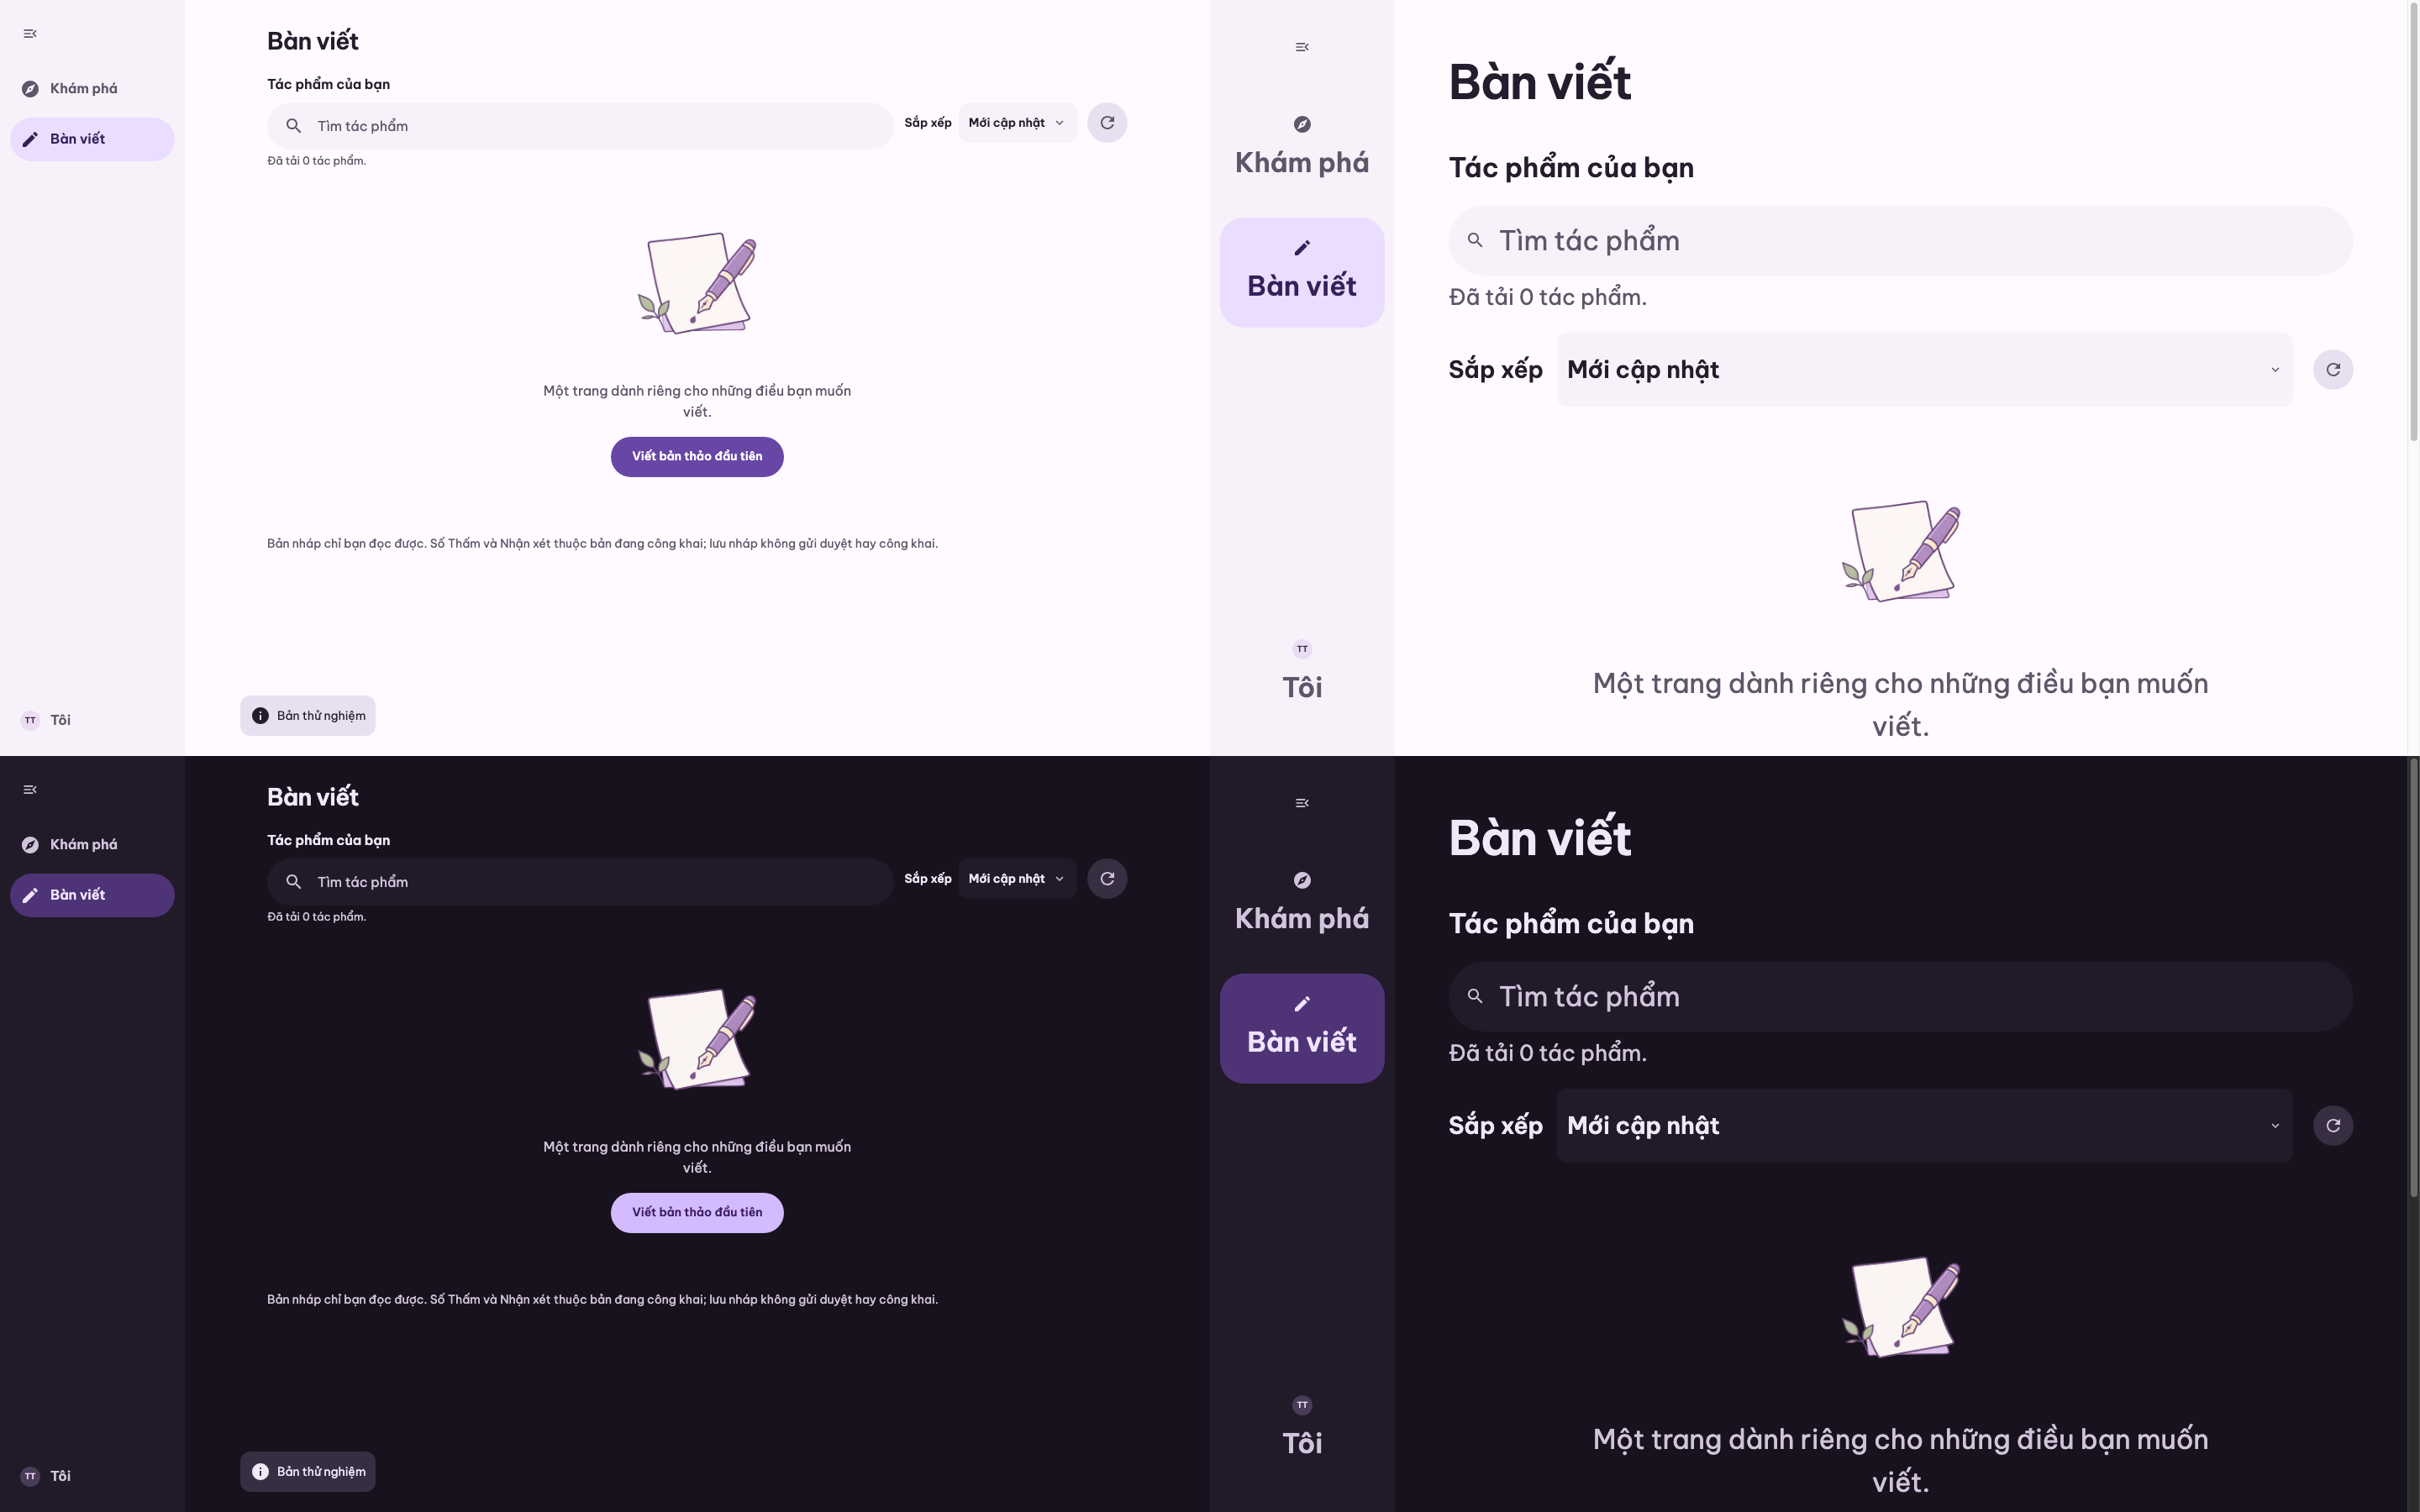 Khám phá
Bàn viết
Tôi
Bàn viết
Tác phẩm của bạn
Tìm tác phẩm
Sắp xếp
Mới cập nhật
Đã tải 0 tác phẩm.
Một trang dành riêng cho những điều bạn muốn
viết.
Viết bản thảo đầu tiên
Bản nháp chỉ bạn đọc được. Số Thấm và Nhận xét thuộc bản đang công khai; lưu nháp không gửi duyệt hay công khai.
Bản thử nghiệm
TT
Khám phá
Bàn viết
TT
Tôi
Bàn viết
Tác phẩm của bạn
Tìm tác phẩm
Đã tải 0 tác phẩm.
Sắp xếp
Mới cập nhật
Một trang dành riêng cho những điều bạn muốn
viết.
Khám phá
Bàn viết
TT
Tôi
Bàn viết
Tác phẩm của bạn
Tìm tác phẩm
Sắp xếp
Mới cập nhật
Đã tải 0 tác phẩm.
Một trang dành riêng cho những điều bạn muốn
viết.
Viết bản thảo đầu tiên
Bản nháp chỉ bạn đọc được. Số Thấm và Nhận xét thuộc bản đang công khai; lưu nháp không gửi duyệt hay công khai.
Bản thử nghiệm
Khám phá
Bàn viết
TT
Tôi
Bàn viết
Tác phẩm của bạn
Tìm tác phẩm
Đã tải 0 tác phẩm.
Sắp xếp
Mới cập nhật
Một trang dành riêng cho những điều bạn muốn
viết.